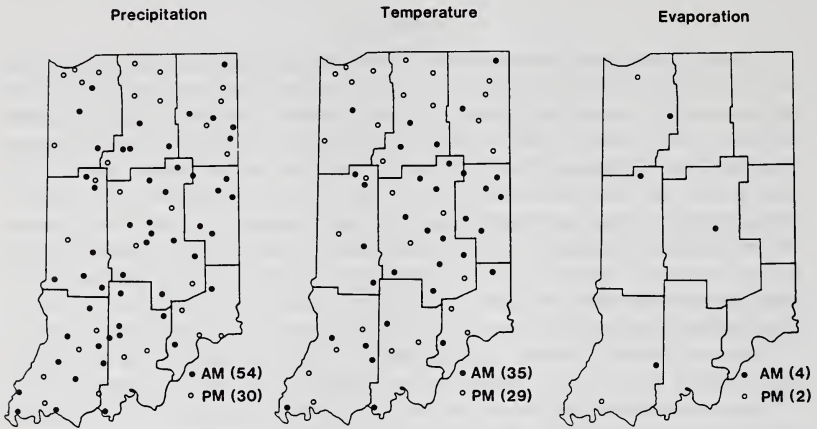 Precipitation
AM (54)
PM (30)
Temperature
AM (35)
PM (29)
Evaporation
AM (4)
PM (2)